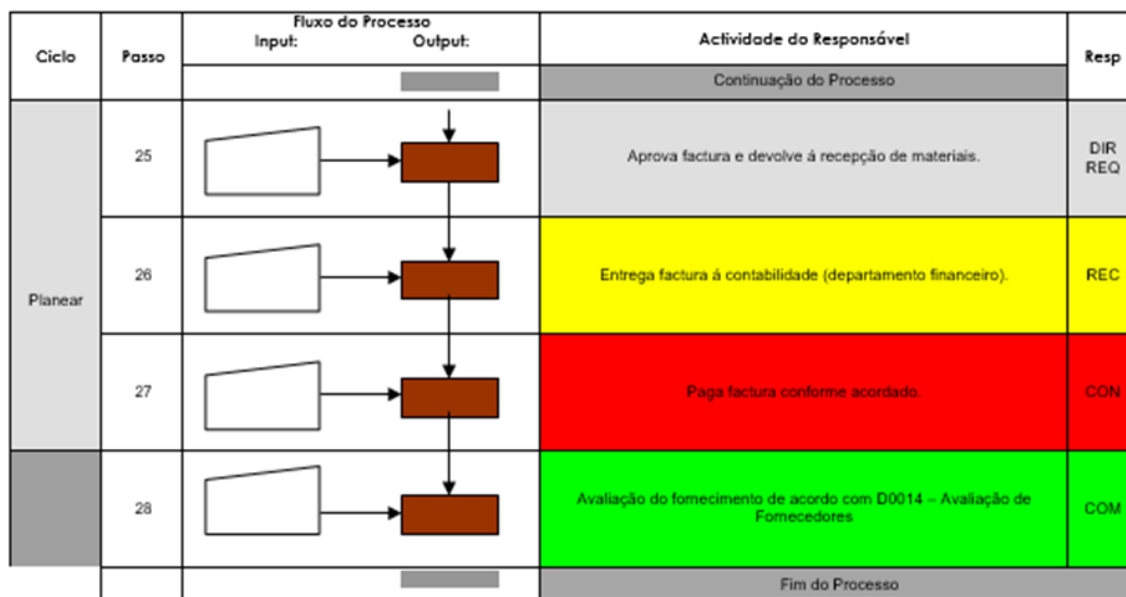 Ciclo
Passo
Fluxo do Processo
Input: Output:
Actividade do Responsável
Resp
Continuação do Processo
Planear
25
Aprova factura e devolve á recepção de materiais.
DIR
REQ
26
Entrega factura á contabilidade (departamento financeiro).
REC
27
Paga factura conforme acordado.
CON
28
Avaliação do fornecimento de acordo com D0014 – Avaliação de
Fornecedores
COM
Fim do Processo